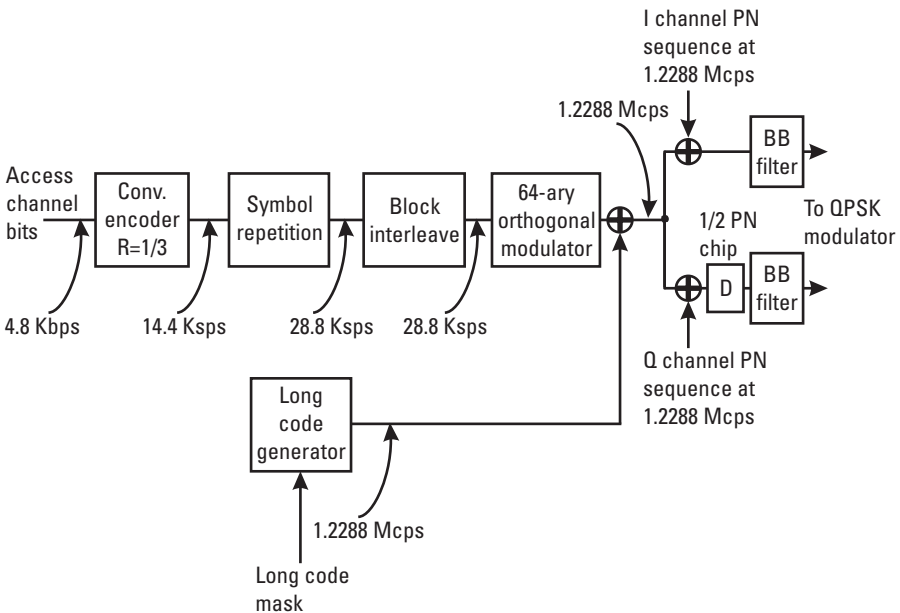 I channel PN
sequence at
1.2288 Mcps
1.2288 Mcps
BB
filter
Access
channel
bits
Conv.
encoder
R=1/3
Symbol
repetition
Block
interleave
64-ary
orthogonal
modulator
1/2 PN
chip
To QPSK
modulator
D
BB
filter
4.8 Kbps
14.4 Ksps
28.8 Ksps
28.8 Ksps
Q channel PN
sequence at
1.2288 Mcps
Long
code
generator
1.2288 Mcps
Long code
mask